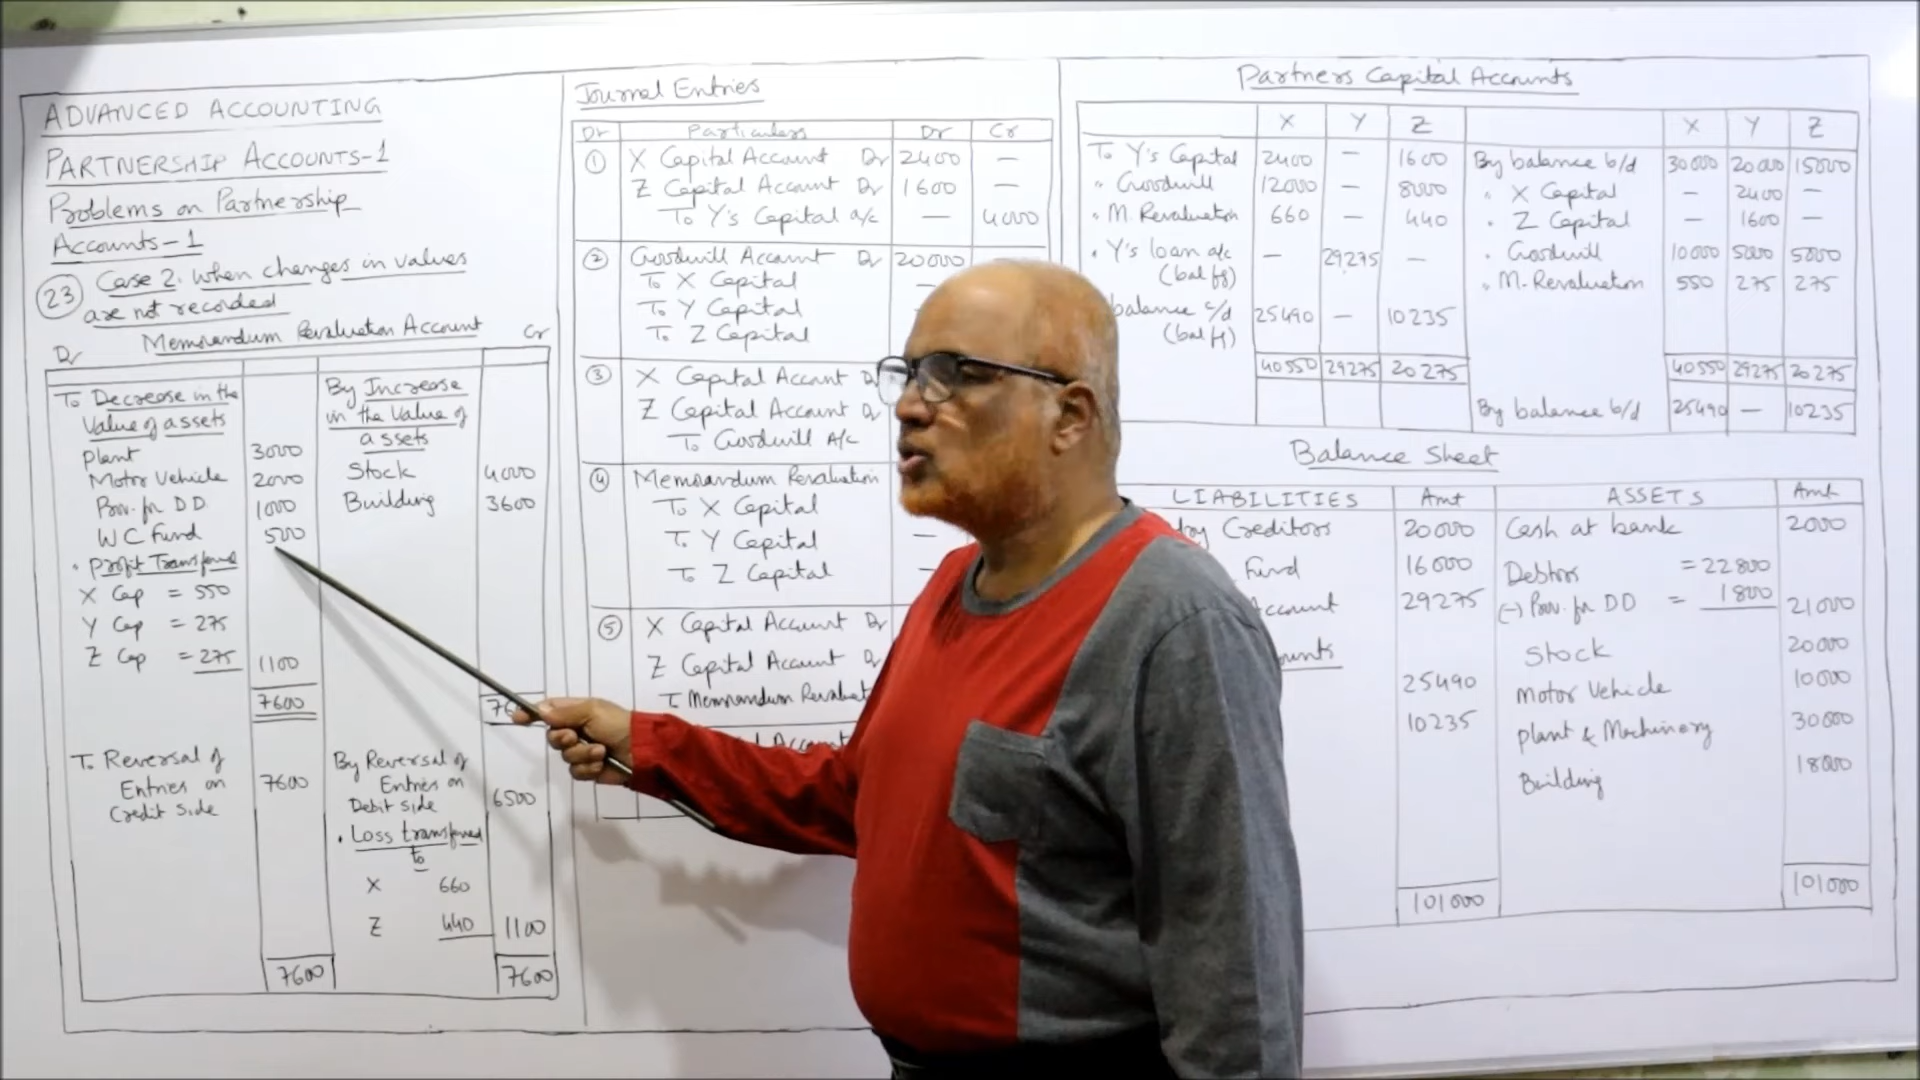 ADVANCED ACCOUNTING
PARTNERSHIP ACCOUNTS-1
Problems on Partnership
Accounts-1
23 Case 2. when changes in values
are not recorded
Memorandum Revaluation Account
Dr Cr
To Decrease in the
Value of assets
Plant 3000
Motor Vehicle 2000
Prov. for DD 1000
WC Fund 500
" Profit Transferred
X Cap = 550
Y Cap = 275
Z Cap = 275 1100
7600
To Reversal of
Entries on
Credit Side 7600
7600
By Increase
in the Value of
assets
Stock 4000
Building 3600
By Reversal of
Entries on
Debit side 6500
" Loss transferred
to
X 660
Z 440 1100
7600
Journal Entries
Dr Particulars Dr Cr
1 X Capital Account Dr 2400 —
Z Capital Account Dr 1600 —
To Y's Capital a/c — 4000
2 Goodwill Account Dr 20000
To X Capital —
To Y Capital
To Z Capital
3 X Capital Account D
Z Capital Account Dr
To Goodwill A/c
4 Memorandum Revaluation
To X Capital
To Y Capital —
To Z Capital —
5 X Capital Account Dr
Z Capital Account D
To Memorandum Revaluat
Account
Partners Capital Accounts
X Y Z X Y Z
To Y's Capital 2400 — 1600 By balance b/d 30000 20000 15000
" Goodwill 12000 — 8000 " X Capital — 2400 —
" M. Revaluation 660 — 440 " Z Capital — 1600 —
" Y's loan a/c — 29275 — " Goodwill 10000 5000 5000
(bal fg) " M. Revaluation 550 275 275
balance c/d 25490 — 10235
(bal fg)
40550 29275 20275 40550 29275 20275
By balance b/d 25490 — 10235
Balance Sheet
LIABILITIES Amt ASSETS Amt
dry Creditors 20000 Cash at bank 2000
Fund 16000 Debtors = 22800
Account 29275 (-) Prov. for DD = 1800 21000
unts Stock 20000
25490 Motor Vehicle 10000
10235 Plant & Machinery 30000
Building 18000
101000 101000